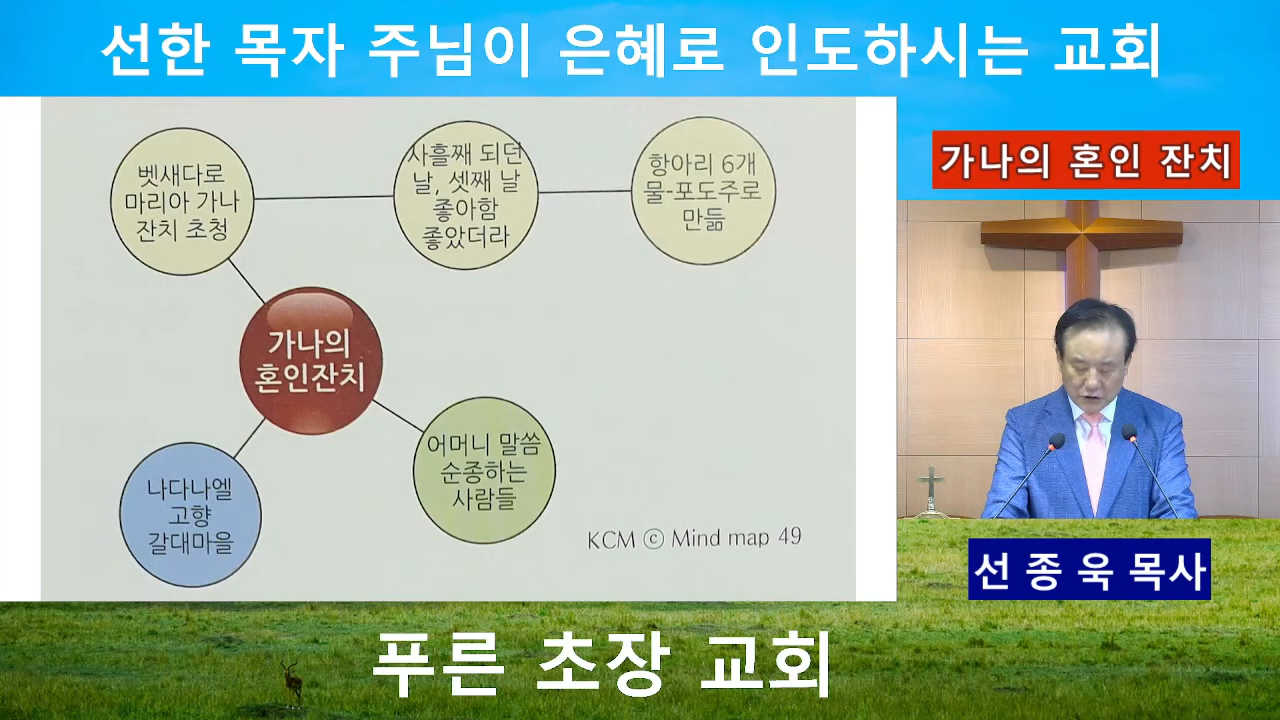 선한 목자 주님이 은혜로 인도하시는 교회
가나의 혼인 잔치
벳새다로
마리아 가나
잔치 초청
사흘째 되던
날, 셋째 날
좋아함
좋았더라
항아리 6개
물-포도주로
만듦
가나의
혼인잔치
어머니 말씀
순종하는
사람들
나다나엘
고향
갈대마을
KCM ⓒ Mind map 49
선 종 욱 목사
푸른 초장 교회